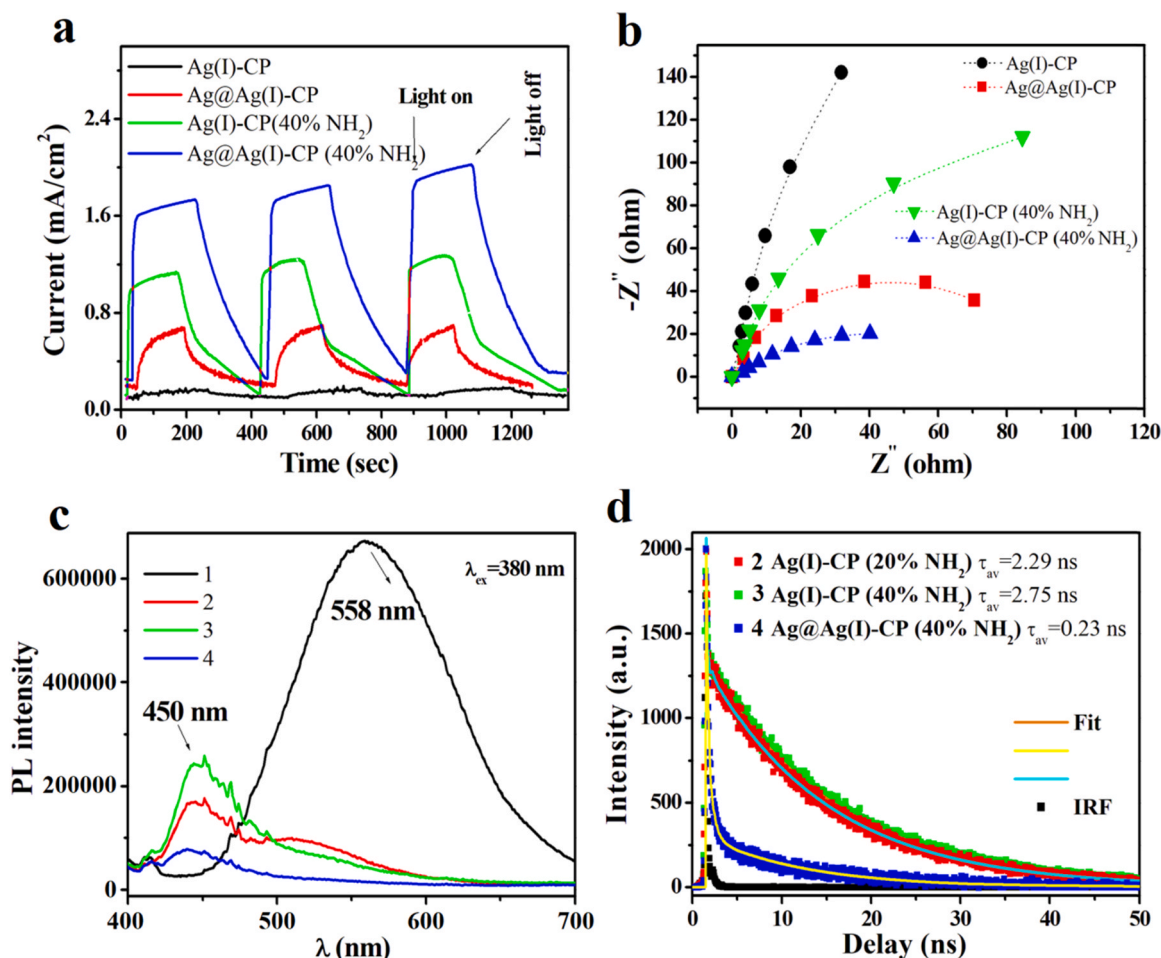 a
Ag(I)-CP
Ag@Ag(I)-CP
Ag(I)-CP(40% NH2)
Ag@Ag(I)-CP (40% NH2)
Light on
Light off
2.4
1.6
0.8
0.0
Current (mA/cm2)
0 200 400 600 800 1000 1200
Time (sec)
b
Ag(I)-CP
Ag@Ag(I)-CP
Ag(I)-CP (40% NH2)
Ag@Ag(I)-CP (40% NH2)
140
120
100
80
60
40
20
0
-Z" (ohm)
0 20 40 60 80 100 120
Z" (ohm)
c
1
2
3
4
λex=380 nm
558 nm
450 nm
600000
400000
200000
0
PL intensity
400 500 600 700
λ (nm)
d
2 Ag(I)-CP (20% NH2) τav=2.29 ns
3 Ag(I)-CP (40% NH2) τav=2.75 ns
4 Ag@Ag(I)-CP (40% NH2) τav=0.23 ns
Fit
IRF
2000
1500
1000
500
0
Intensity (a.u.)
0 10 20 30 40 50
Delay (ns)